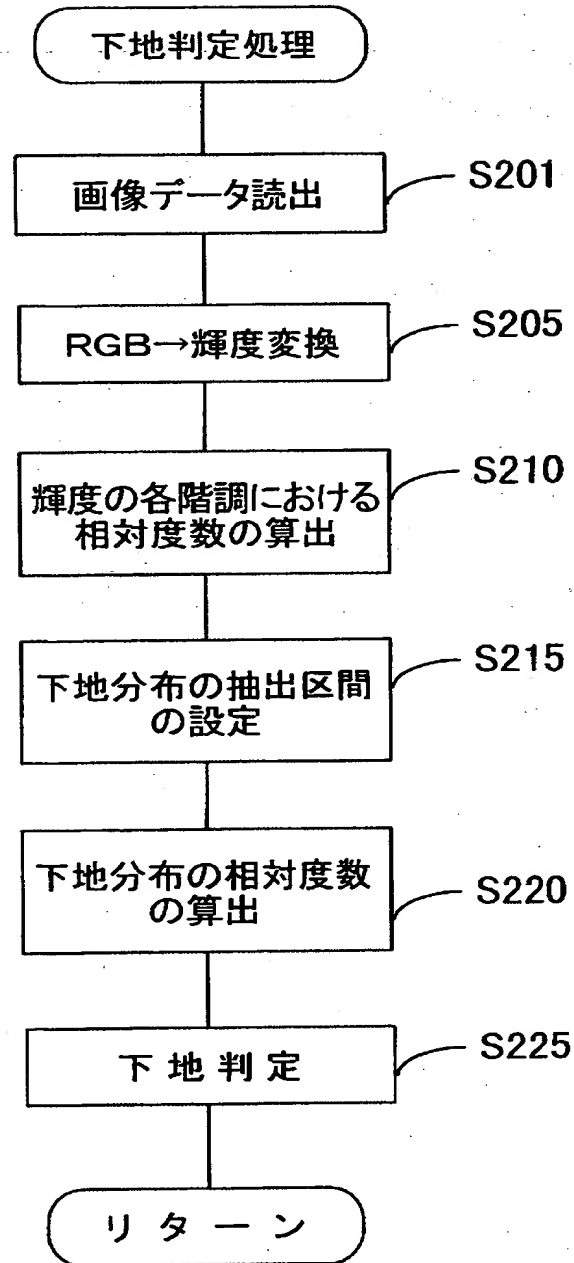 下地判定処理
画像データ読出
S201
RGB→輝度変換
S205
輝度の各階調における
相対度数の算出
S210
下地分布の抽出区間
の設定
S215
下地分布の相対度数
の算出
S220
下地判定
S225
リターン